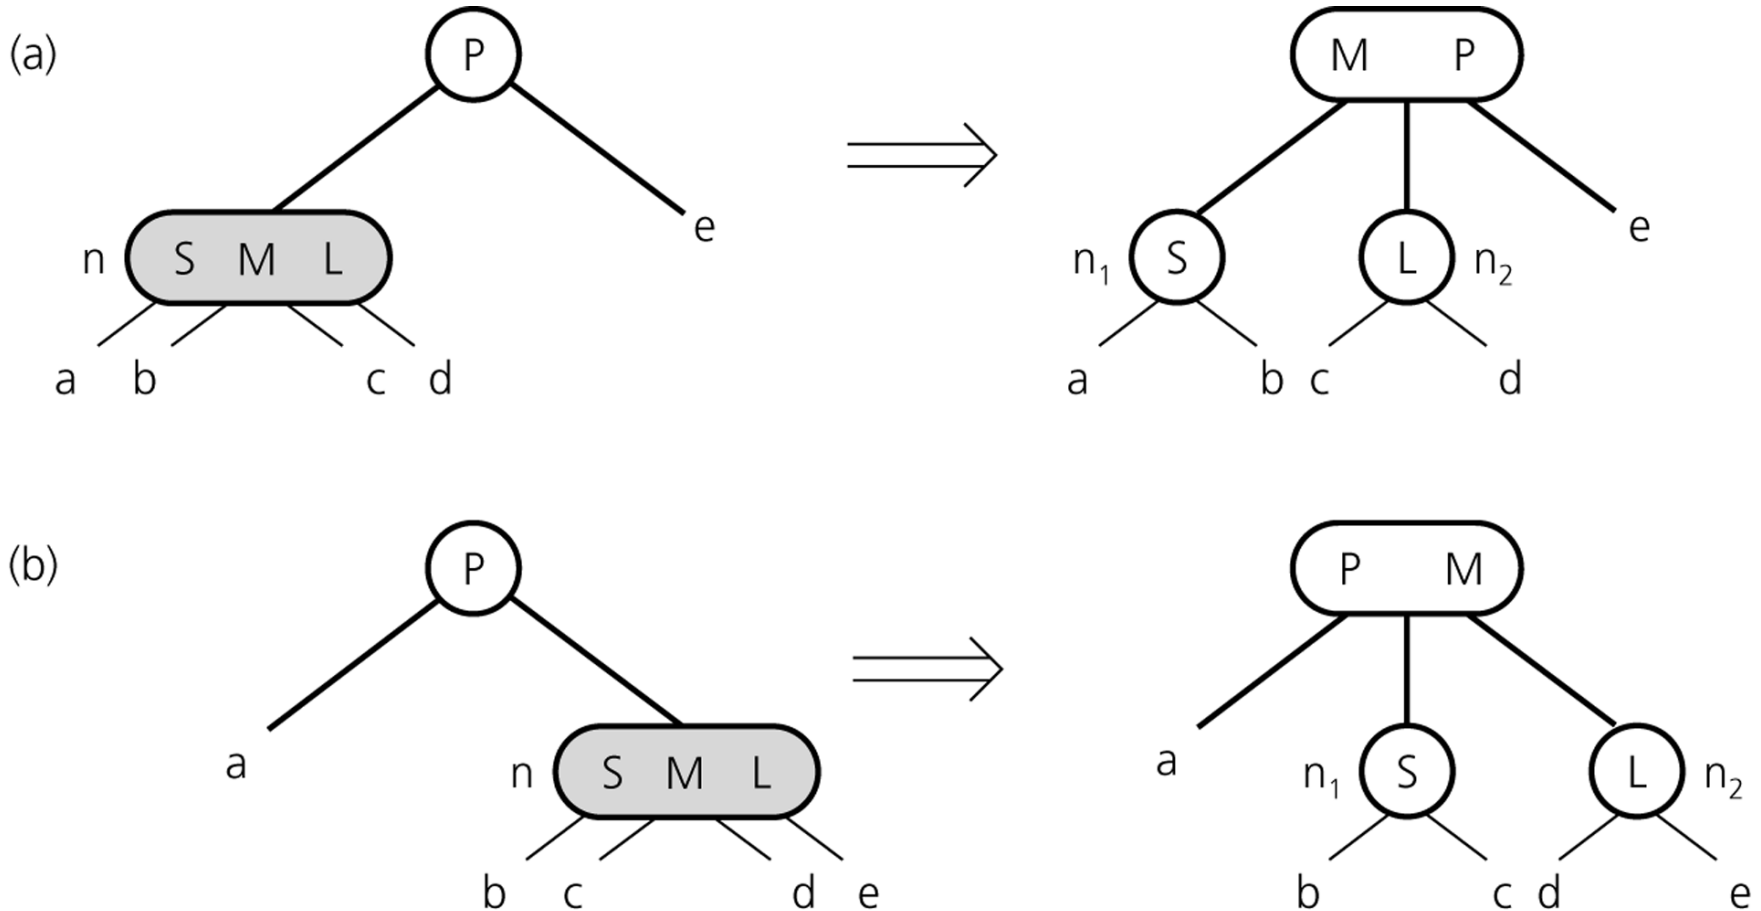 (a) P M P
n S M L e n₁ S L n₂ e
a b c d a b c d
(b) P P M
a n S M L a n₁ S L n₂
b c d e b c d e